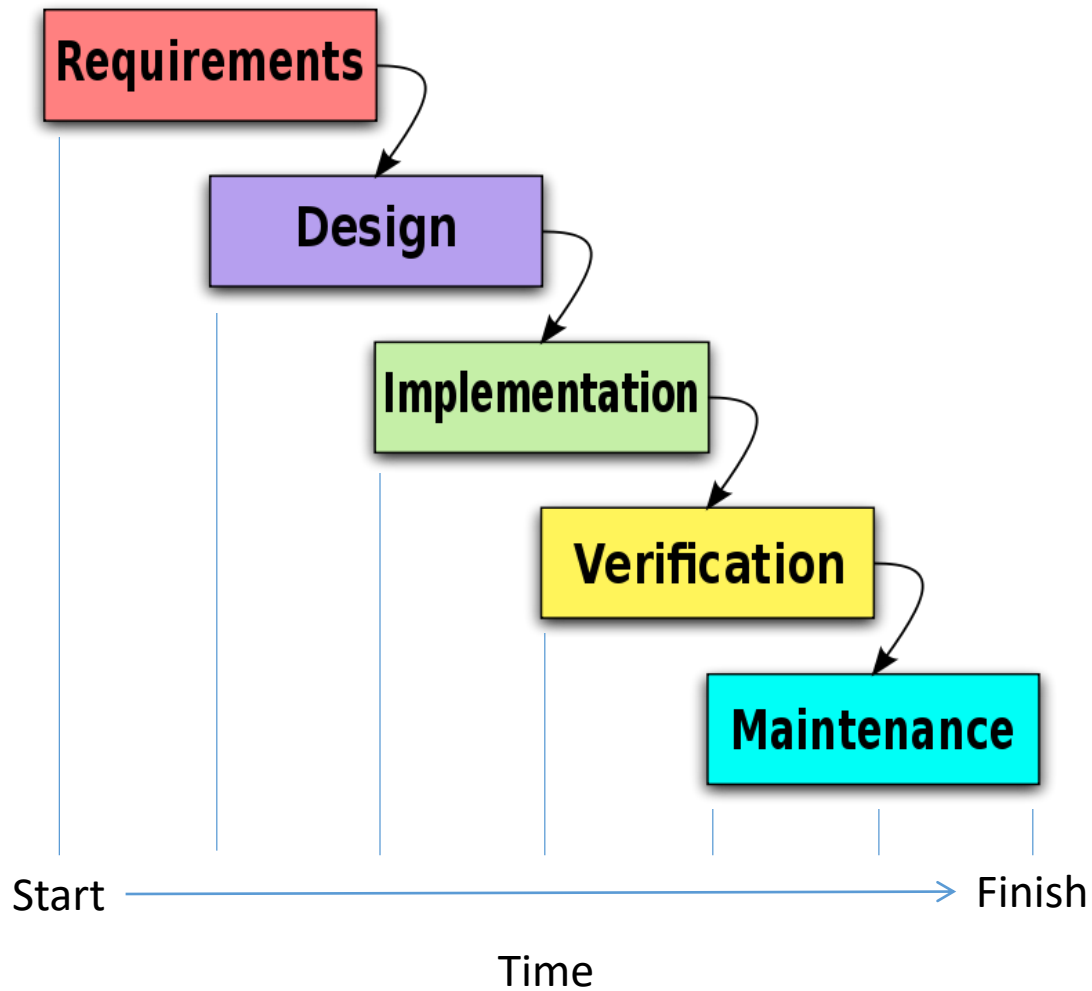 Requirements
Design
Implementation
Verification
Maintenance
Start
Finish
Time